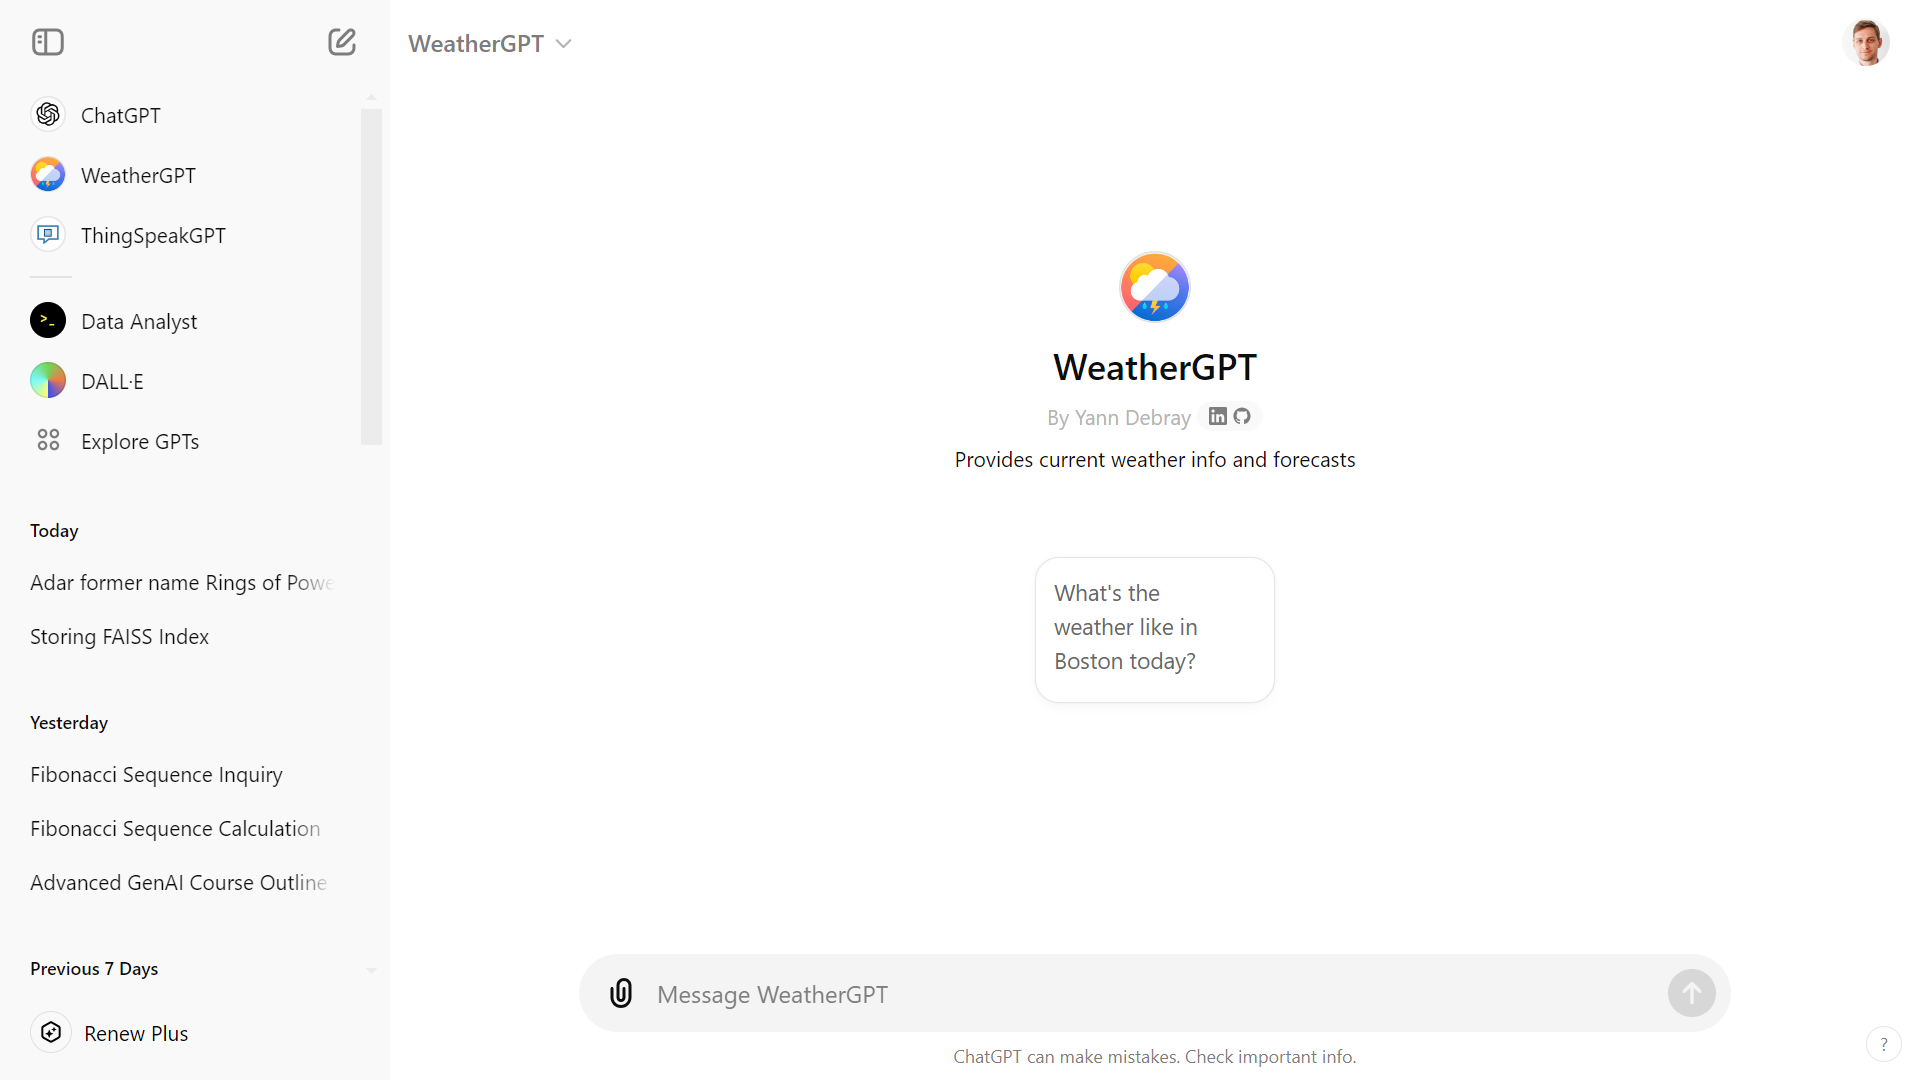 WeatherGPT
ChatGPT
WeatherGPT
ThingSpeakGPT
>_
Data Analyst
DALL·E
Explore GPTs
Today
Adar former name Rings of Powe
Storing FAISS Index
Yesterday
Fibonacci Sequence Inquiry
Fibonacci Sequence Calculation
Advanced GenAI Course Outline
Previous 7 Days
Renew Plus
WeatherGPT
By Yann Debray in
Provides current weather info and forecasts
What's the
weather like in
Boston today?
Message WeatherGPT
ChatGPT can make mistakes. Check important info.
?